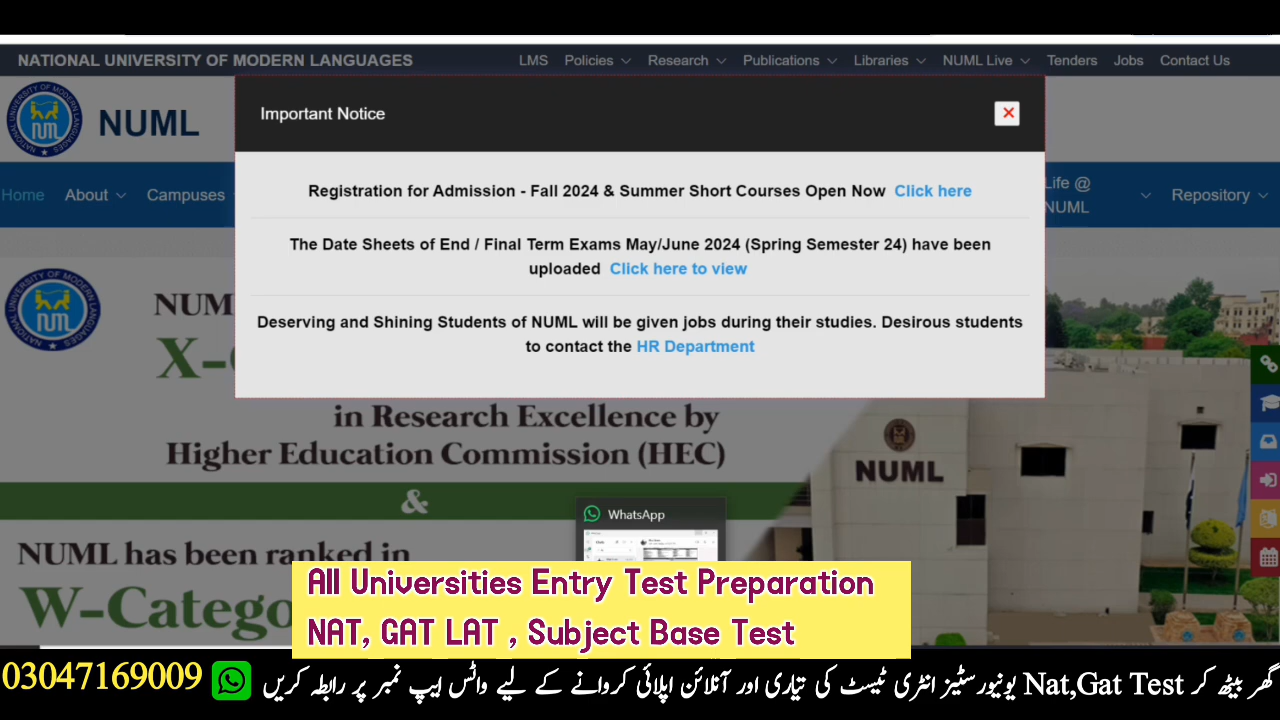 NATIONAL UNIVERSITY OF MODERN LANGUAGES
LMS Policies Research Publications Libraries NUML Live Tenders Jobs Contact Us
NUML
Important Notice
Registration for Admission - Fall 2024 & Summer Short Courses Open Now Click here
Home About Campuses
Life @
NUML
Repository
The Date Sheets of End / Final Term Exams May/June 2024 (Spring Semester 24) have been
uploaded Click here to view
Deserving and Shining Students of NUML will be given jobs during their studies. Desirous students
to contact the HR Department
NUML
X-
in Research Excellence by
Higher Education Commission (HEC)
&
NUML
WhatsApp
NUML has been ranked in
W-Catego
All Universities Entry Test Preparation
NAT, GAT LAT , Subject Base Test
گھر بیٹھ کر Nat,Gat Test یونیورسٹیز انٹری ٹیسٹ کی تیاری اور آنلائن اپلائی کروانے کے لیے واٹس ایپ نمبر پر رابطہ کریں
03047169009